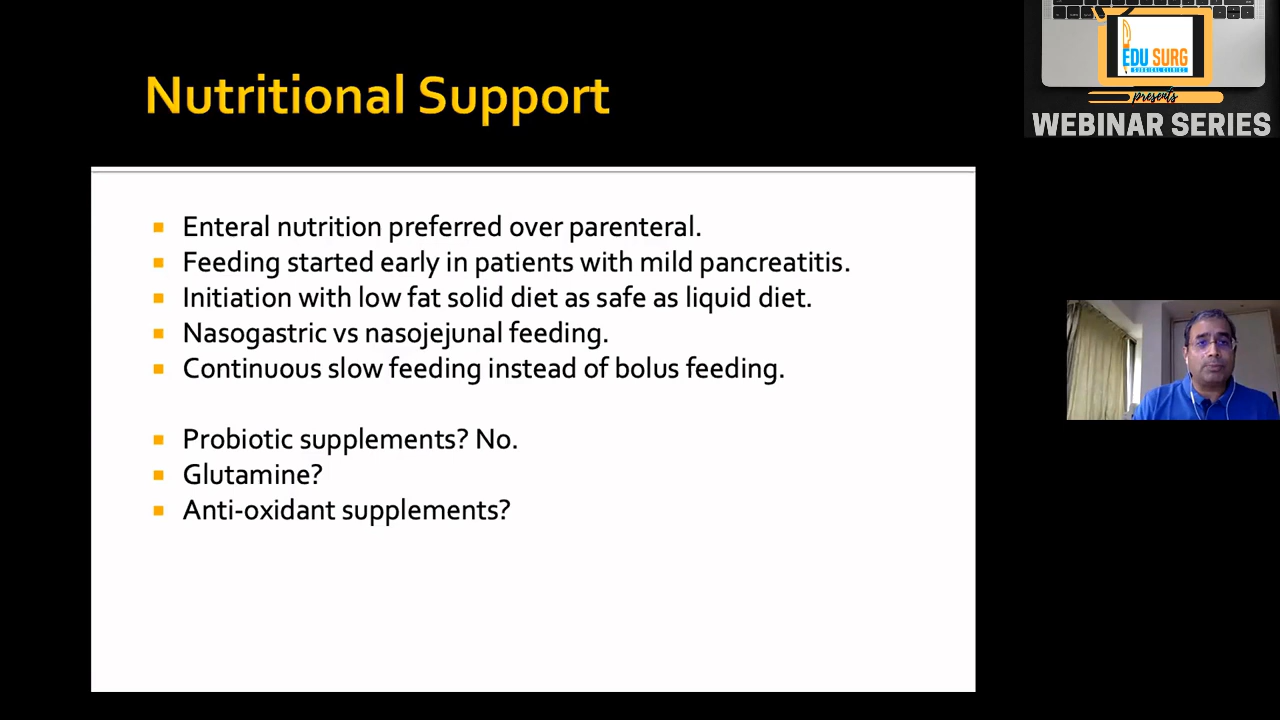 Nutritional Support
Enteral nutrition preferred over parenteral.
Feeding started early in patients with mild pancreatitis.
Initiation with low fat solid diet as safe as liquid diet.
Nasogastric vs nasojejunal feeding.
Continuous slow feeding instead of bolus feeding.
Probiotic supplements? No.
Glutamine?
Anti-oxidant supplements?
EDU SURG
SURGICAL CLINICS
presents
WEBINAR SERIES